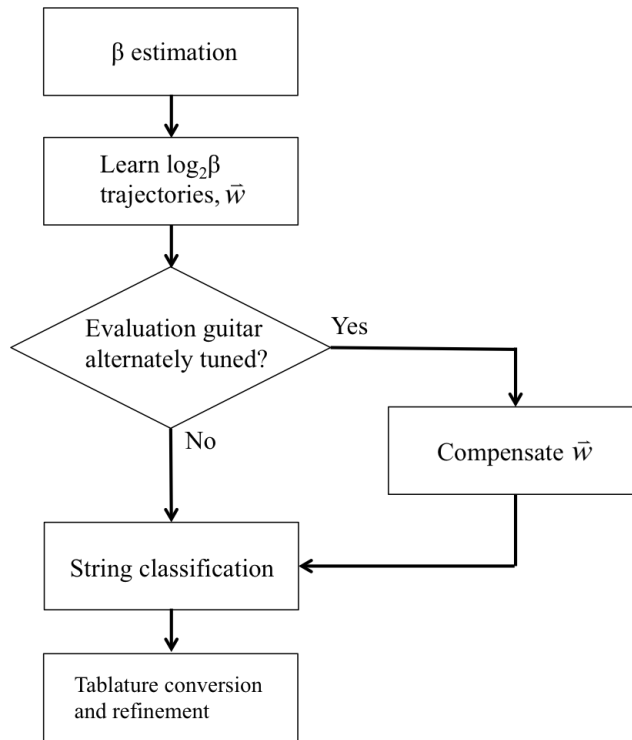 β estimation
Learn log₂β
trajectories, w⃗
Evaluation guitar
alternately tuned?
Yes
No
Compensate w⃗
String classification
Tablature conversion
and refinement